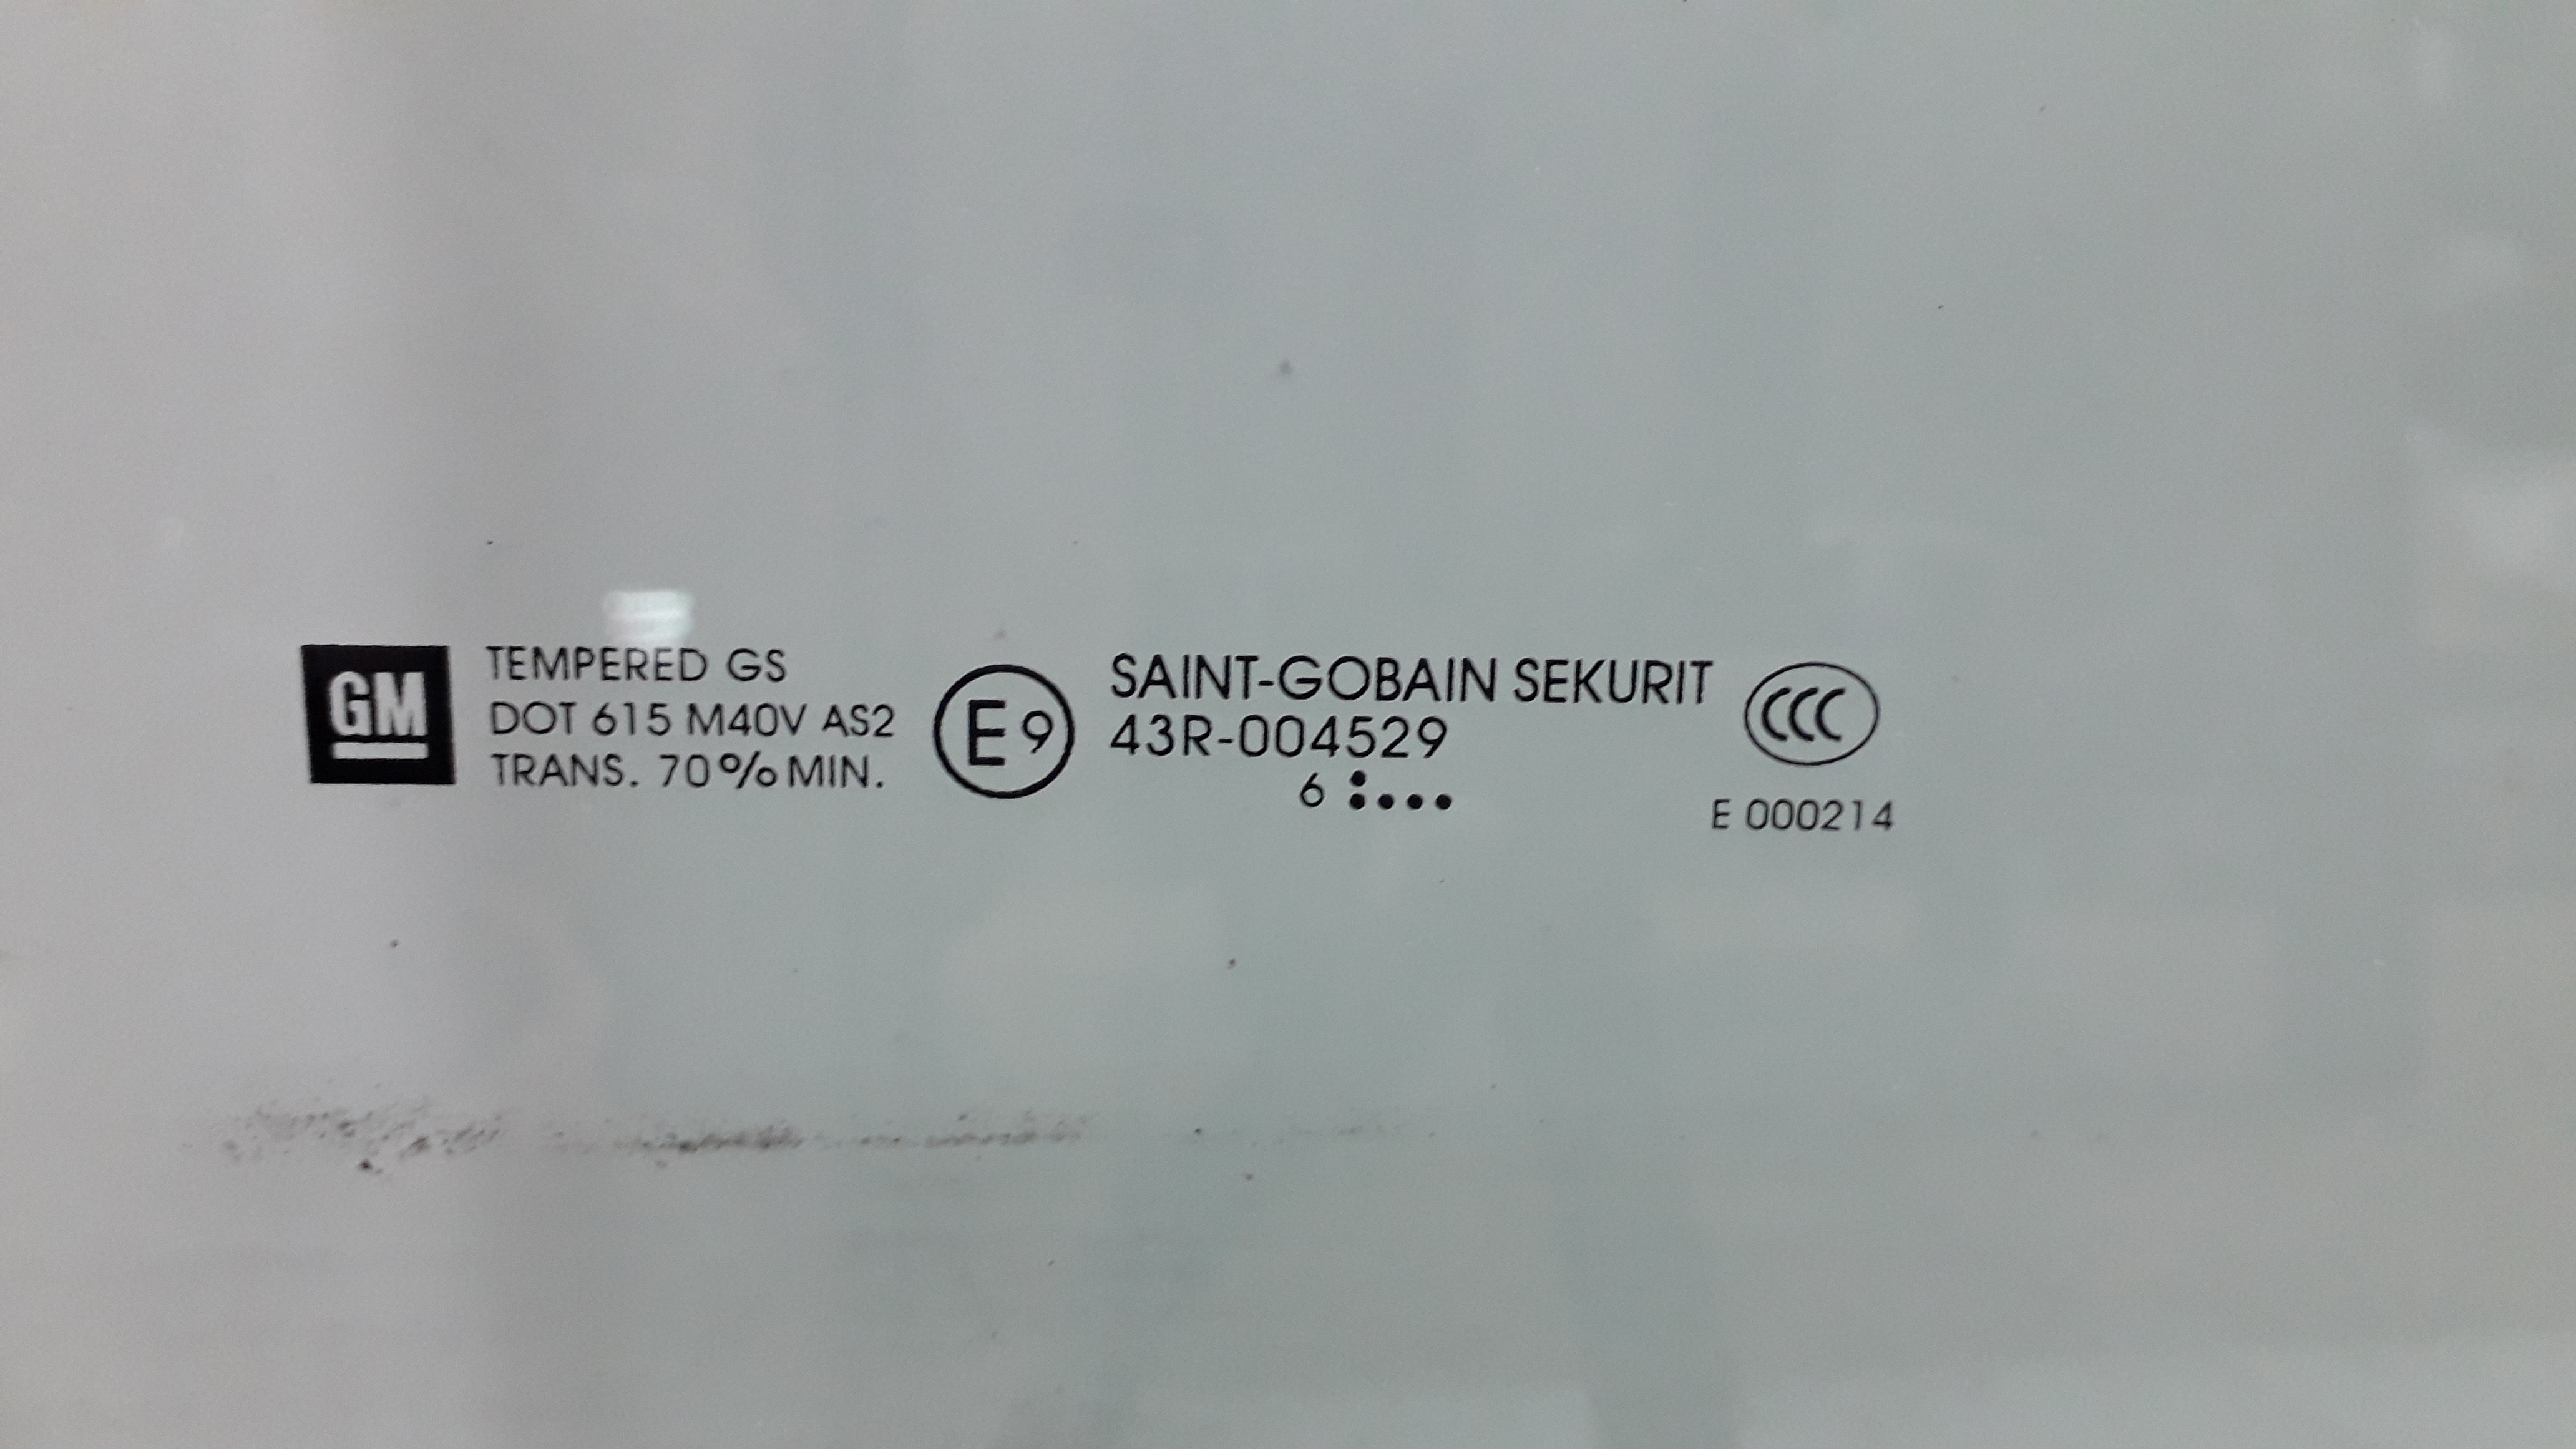 GM
TEMPERED GS
DOT 615 M40V AS2
TRANS. 70% MIN.
E9
SAINT-GOBAIN SEKURIT
43R-004529
6
CCC
E 000214